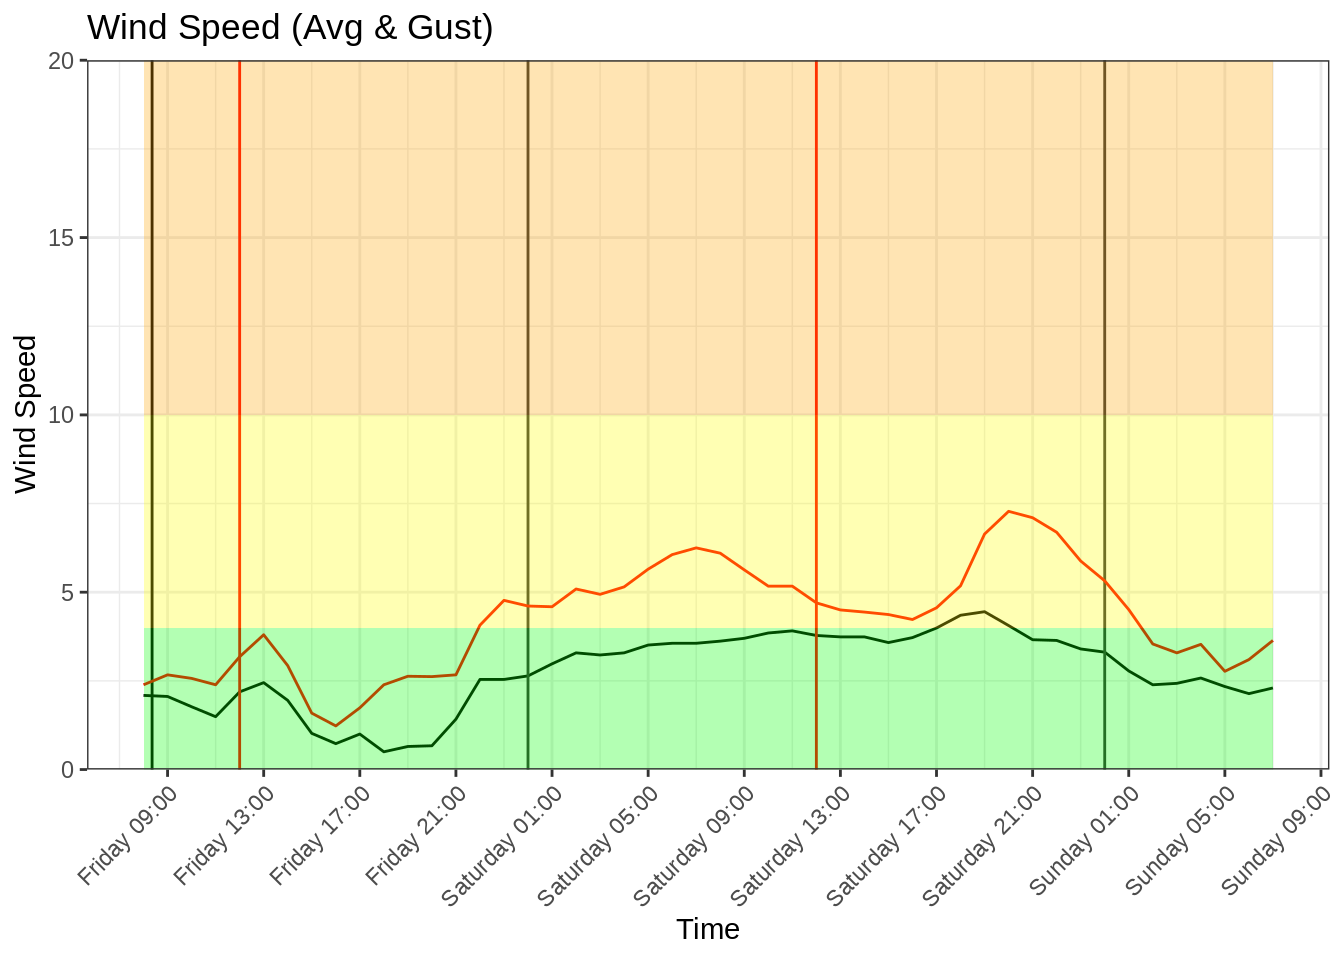 Wind Speed (Avg & Gust)
20
15
10
5
0
Wind Speed
Friday 09:00
Friday 13:00
Friday 17:00
Friday 21:00
Saturday 01:00
Saturday 05:00
Saturday 09:00
Saturday 13:00
Saturday 17:00
Saturday 21:00
Sunday 01:00
Sunday 05:00
Sunday 09:00
Time